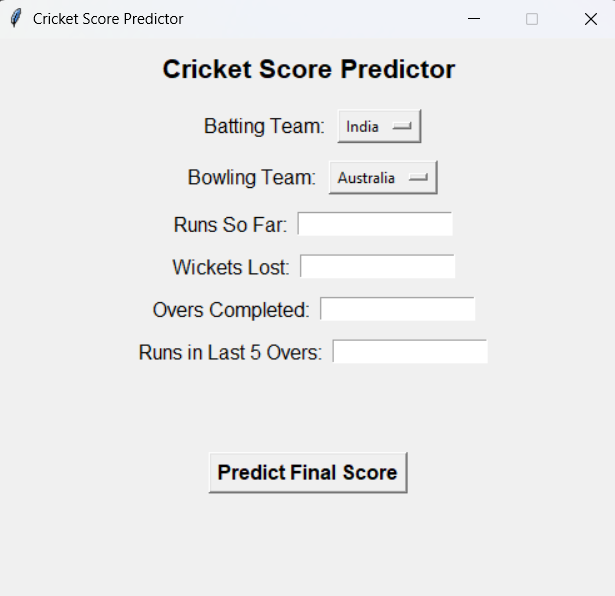 Cricket Score Predictor
Cricket Score Predictor
Batting Team: India
Bowling Team: Australia
Runs So Far:
Wickets Lost:
Overs Completed:
Runs in Last 5 Overs:
Predict Final Score